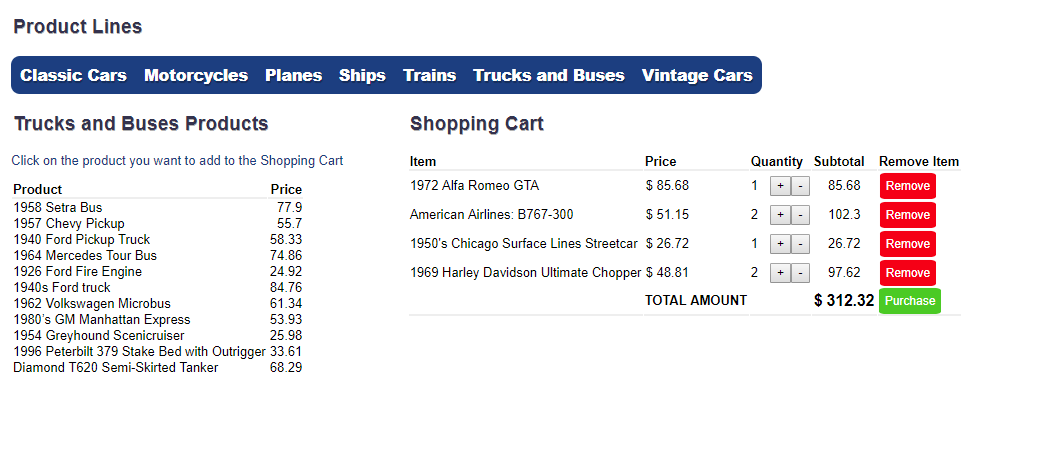 Product Lines
Classic Cars Motorcycles Planes Ships Trains Trucks and Buses Vintage Cars
Trucks and Buses Products
Click on the product you want to add to the Shopping Cart
Product Price
1958 Setra Bus 77.9
1957 Chevy Pickup 55.7
1940 Ford Pickup Truck 58.33
1964 Mercedes Tour Bus 74.86
1926 Ford Fire Engine 24.92
1940s Ford truck 84.76
1962 Volkswagen Microbus 61.34
1980’s GM Manhattan Express 53.93
1954 Greyhound Scenicruiser 25.98
1996 Peterbilt 379 Stake Bed with Outrigger 33.61
Diamond T620 Semi-Skirted Tanker 68.29
Shopping Cart
Item Price Quantity Subtotal Remove Item
1972 Alfa Romeo GTA $ 85.68 1 + - 85.68 Remove
American Airlines: B767-300 $ 51.15 2 + - 102.3 Remove
1950's Chicago Surface Lines Streetcar $ 26.72 1 + - 26.72 Remove
1969 Harley Davidson Ultimate Chopper $ 48.81 2 + - 97.62 Remove
TOTAL AMOUNT $ 312.32 Purchase